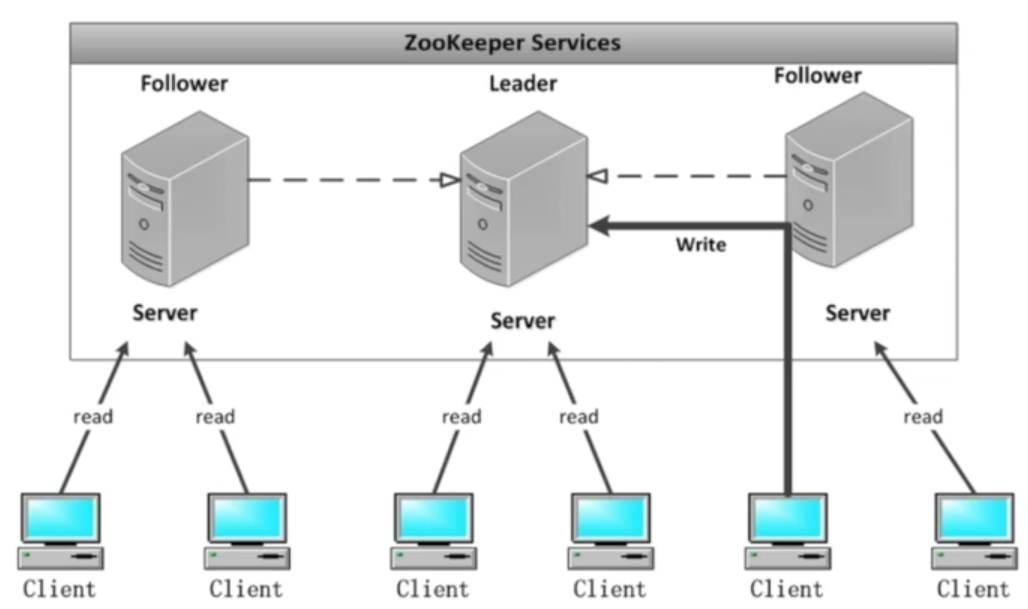 ZooKeeper Services
Follower
Leader
Follower
Write
Server
Server
Server
read
read
read
read
read
Client
Client
Client
Client
Client
Client